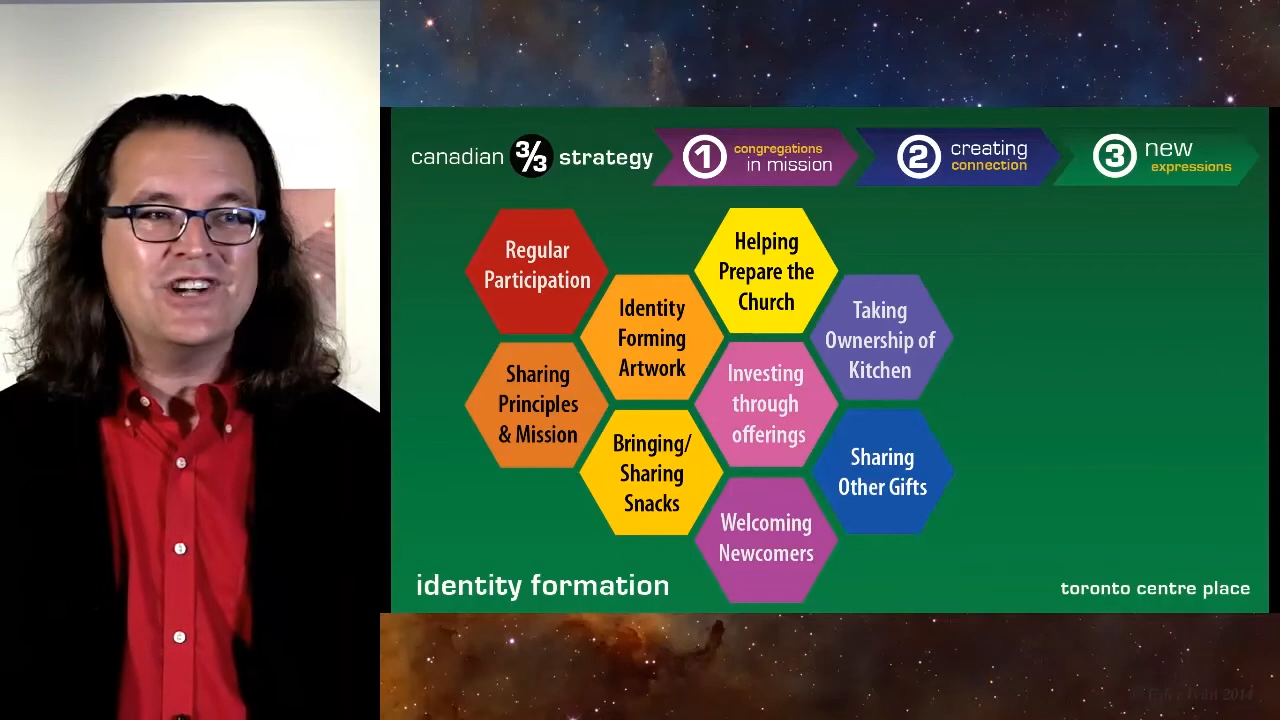 canadian 3/3 strategy
1 congregations
in mission
2 creating
connection
3 new
expressions
Regular
Participation
Helping
Prepare the
Church
Identity
Forming
Artwork
Taking
Ownership of
Kitchen
Sharing
Principles
& Mission
Investing
through
offerings
Bringing/
Sharing
Snacks
Sharing
Other Gifts
Welcoming
Newcomers
identity formation
toronto centre place
2014